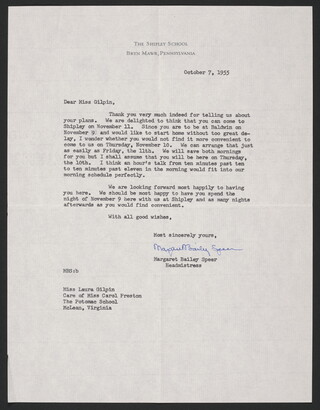 THE SHIPLEY SCHOOL
BRYN MAWR, PENNSYLVANIA
October 7, 1953
Dear Miss Gilpin,
Thank you very much indeed for telling us about
your plans. We are delighted to think that you can come to
Shipley on November 11. Since you are to be at Baldwin on
November 9 and would like to start home without too great de-
lay, I wonder whether you would not find it more convenient to
come to us on Thursday, November 10. We can arrange that just
as easily as Friday, the 11th. We will save both mornings
for you but I shall assume that you will be here on Thursday,
the 10th. I think an hour's talk from ten minutes past ten
to ten minutes past eleven in the morning would fit into our
morning schedule perfectly.
We are looking forward most happily to having
you here. We should be most happy to have you spend the
night of November 9 here with us at Shipley and as many nights
afterwards as you would find convenient.
With all good wishes,
Most sincerely yours,
Margaret Bailey Speer
Margaret Bailey Speer
Headmistress
Miss Laura Gilpin
Care of Miss Carol Preston
The Potomac School
McLean, Virginia